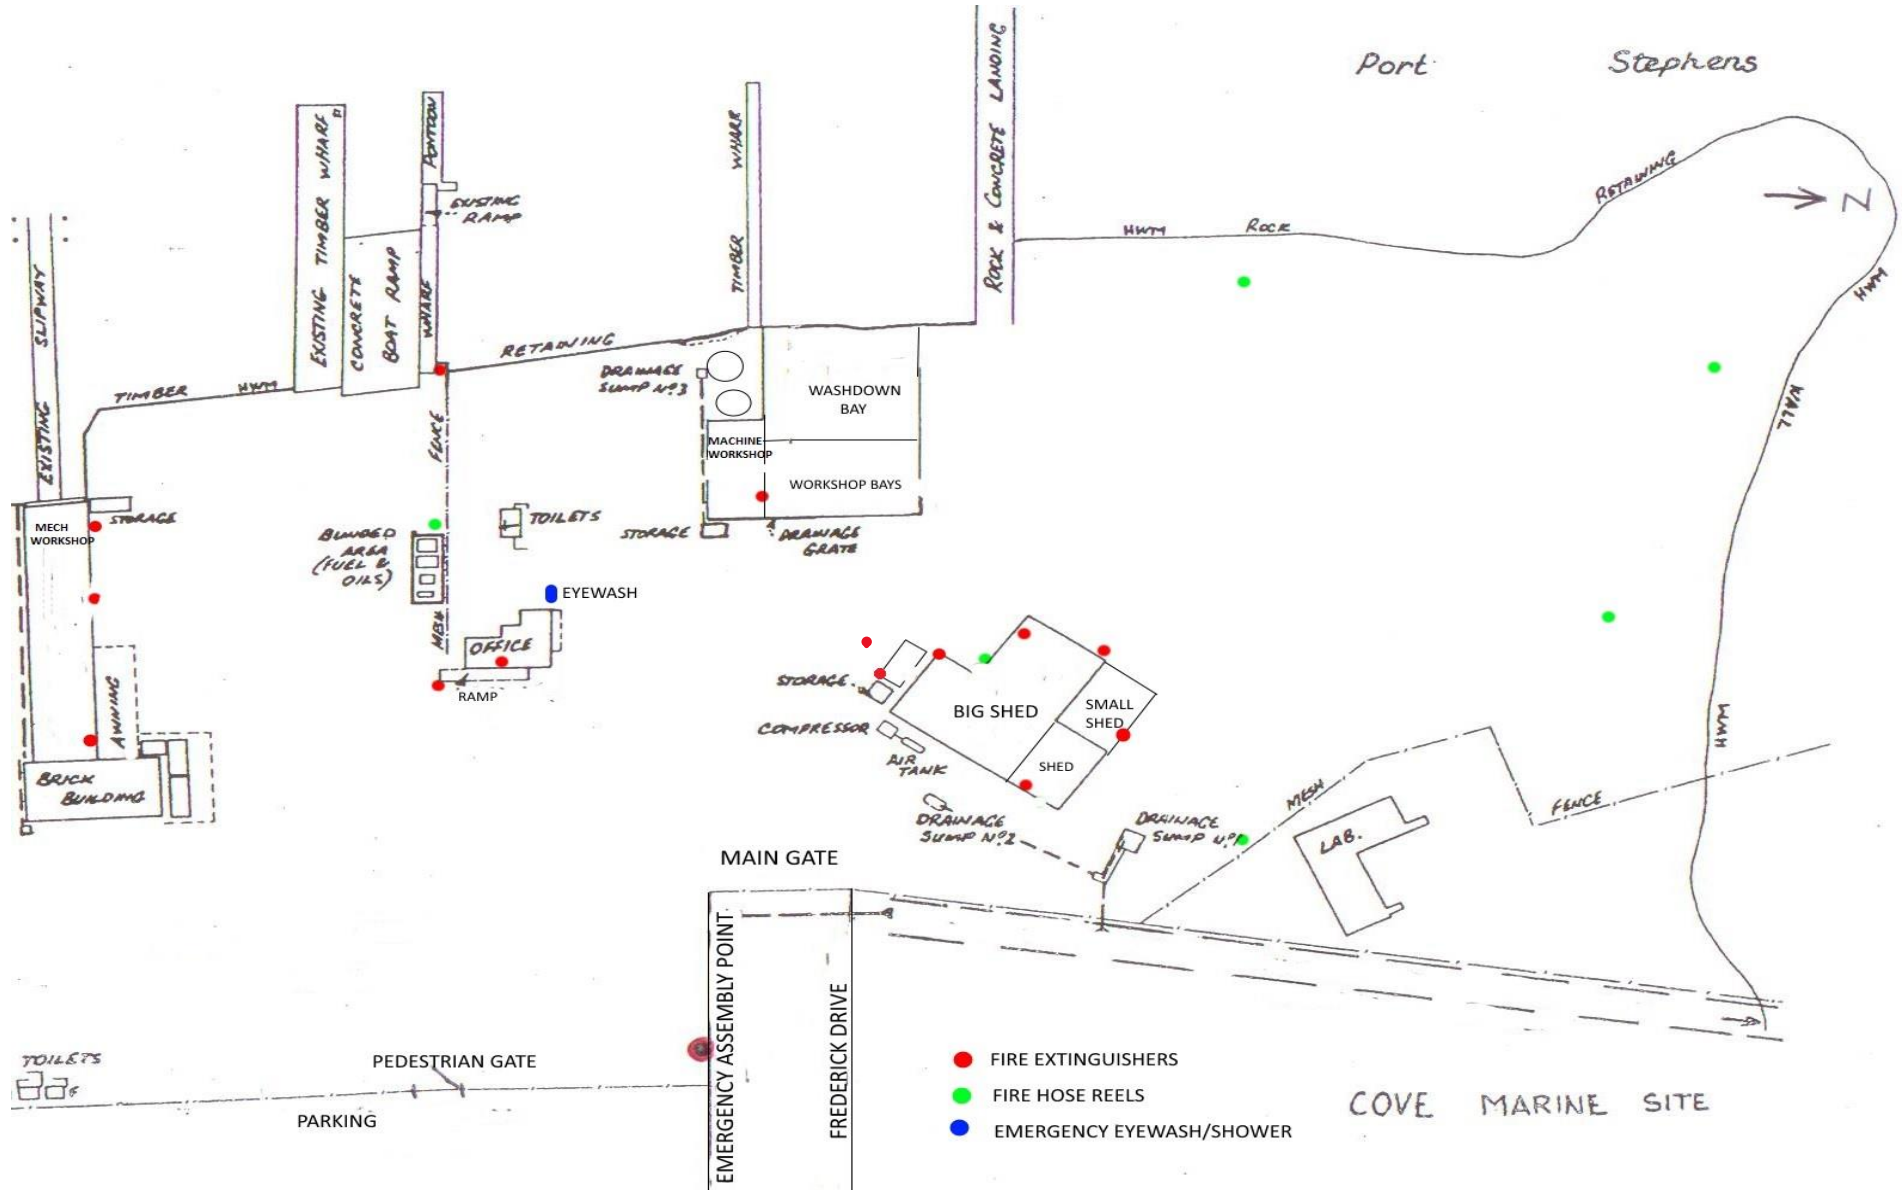 Port Stephens
ROCK & CONCRETE LANDING
PONTOON
EXISTING
RAMP
EXISTING TIMBER WHARF
CONCRETE
BOAT RAMP
WHARF
TIMBER WHARF
RETAINING
N
HWM ROCK
HWM
WALL
HWM
EXISTING SLIPWAY
TIMBER HWM
RETAINING
FENCE
MESH
DRAINAGE
SUMP Nº3
WASHDOWN
BAY
MACHINE
WORKSHOP
WORKSHOP BAYS
STORAGE
DRAINAGE
GRATE
MECH
WORKSHOP
STORAGE
BUNDED
AREA
(FUEL &
OILS)
TOILETS
EYEWASH
OFFICE
RAMP
AWNING
BRICK
BUILDING
STORAGE
COMPRESSOR
AIR
TANK
BIG SHED
SMALL
SHED
SHED
DRAINAGE
SUMP Nº2
DRAINAGE
SUMP Nº1
MESH
FENCE
LAB.
MAIN GATE
EMERGENCY ASSEMBLY POINT
FREDERICK DRIVE
TOILETS
PEDESTRIAN GATE
PARKING
FIRE EXTINGUISHERS
FIRE HOSE REELS
EMERGENCY EYEWASH/SHOWER
COVE MARINE SITE